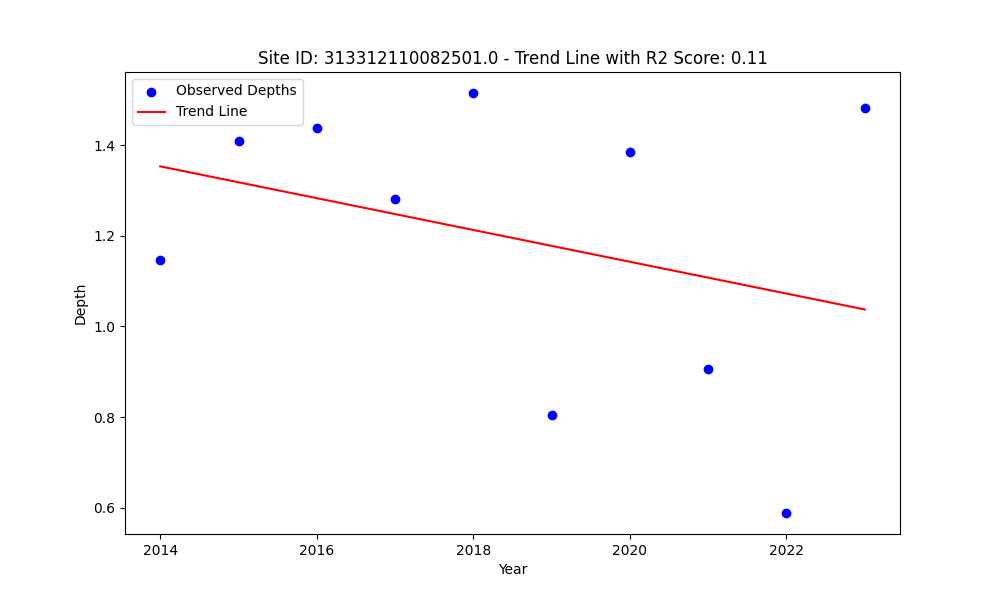 Site ID: 313312110082501.0 - Trend Line with R2 Score: 0.11
Observed Depths
Trend Line
1.4
1.2
1.0
0.8
0.6
Depth
2014
2016
2018
2020
2022
Year